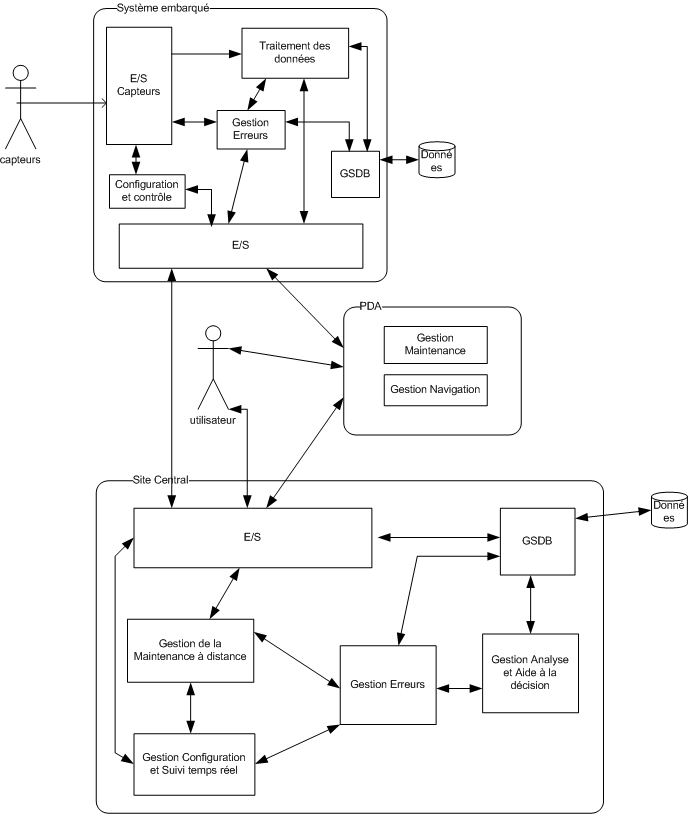 Système embarqué
E/S
Capteurs
Traitement des
données
Gestion
Erreurs
capteurs
Configuration
et contrôle
GSDB
Donné
es
E/S
PDA
Gestion
Maintenance
Gestion Navigation
utilisateur
Site Central
E/S
GSDB
Donné
es
Gestion de la
Maintenance à distance
Gestion Erreurs
Gestion Analyse
et Aide à la
décision
Gestion Configuration
et Suivi temps réel